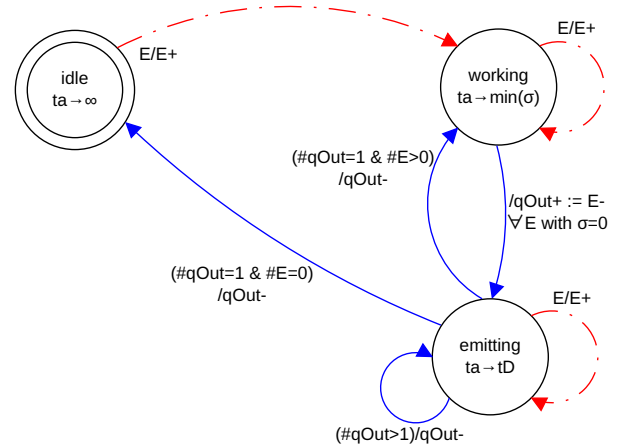 E/E+
E/E+
idle
ta→∞
working
ta→min(σ)
(#qOut=1 & #E>0)
/qOut-
/qOut+ := E-
∀E with σ=0
(#qOut=1 & #E=0)
/qOut-
E/E+
emitting
ta→tD
(#qOut>1)/qOut-